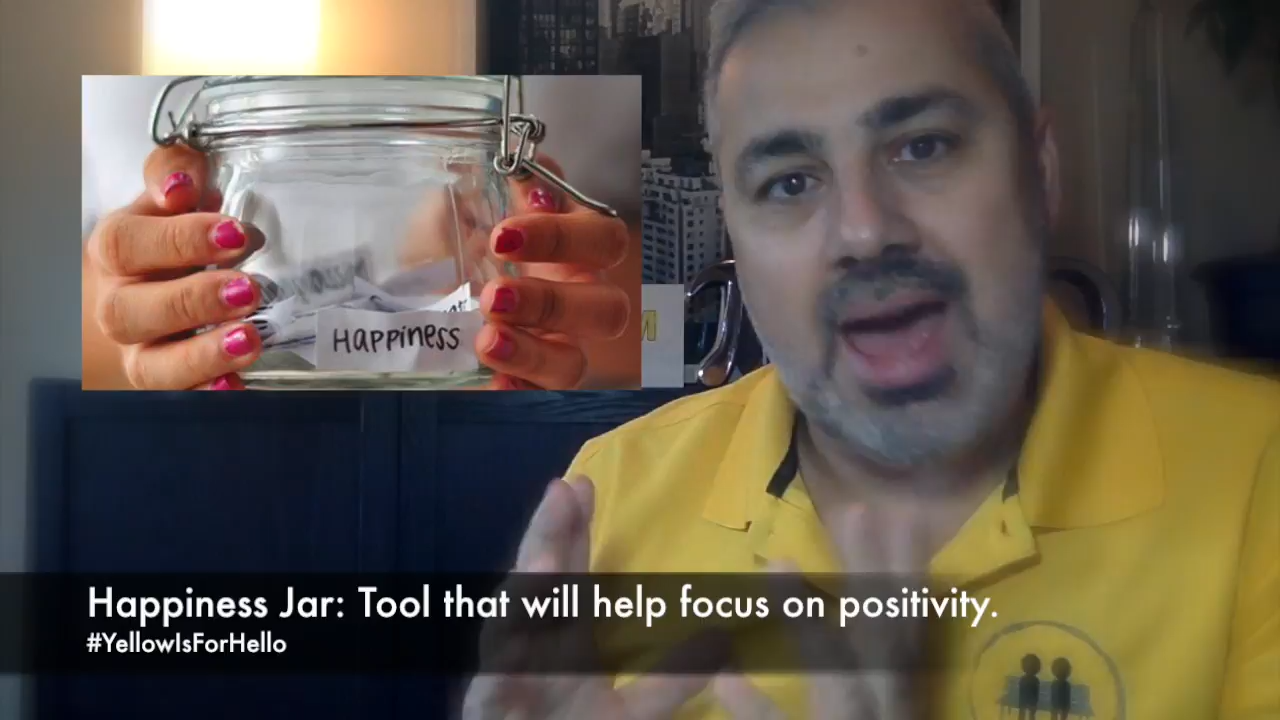 Happiness
Happiness Jar: Tool that will help focus on positivity.
#YellowIsForHello